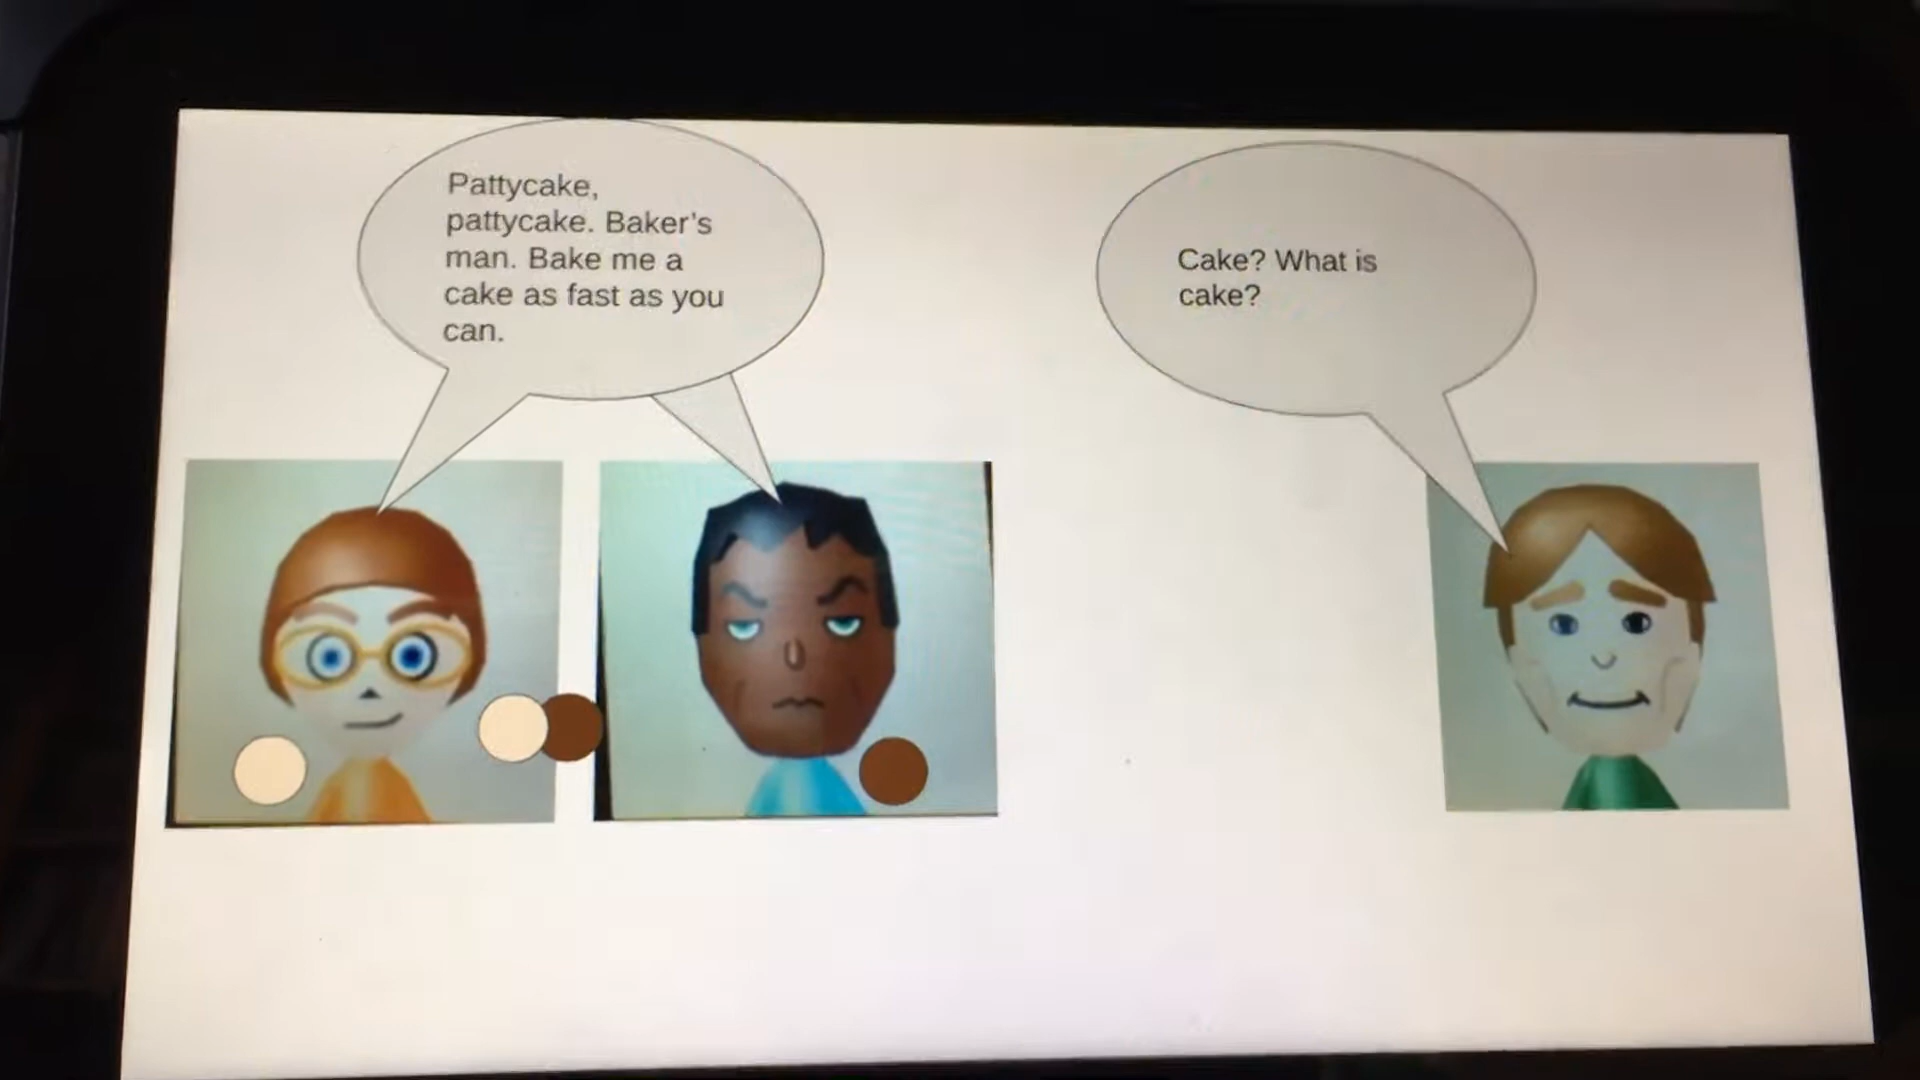 Pattycake,
pattycake. Baker's
man. Bake me a
cake as fast as you
can.
Cake? What is
cake?